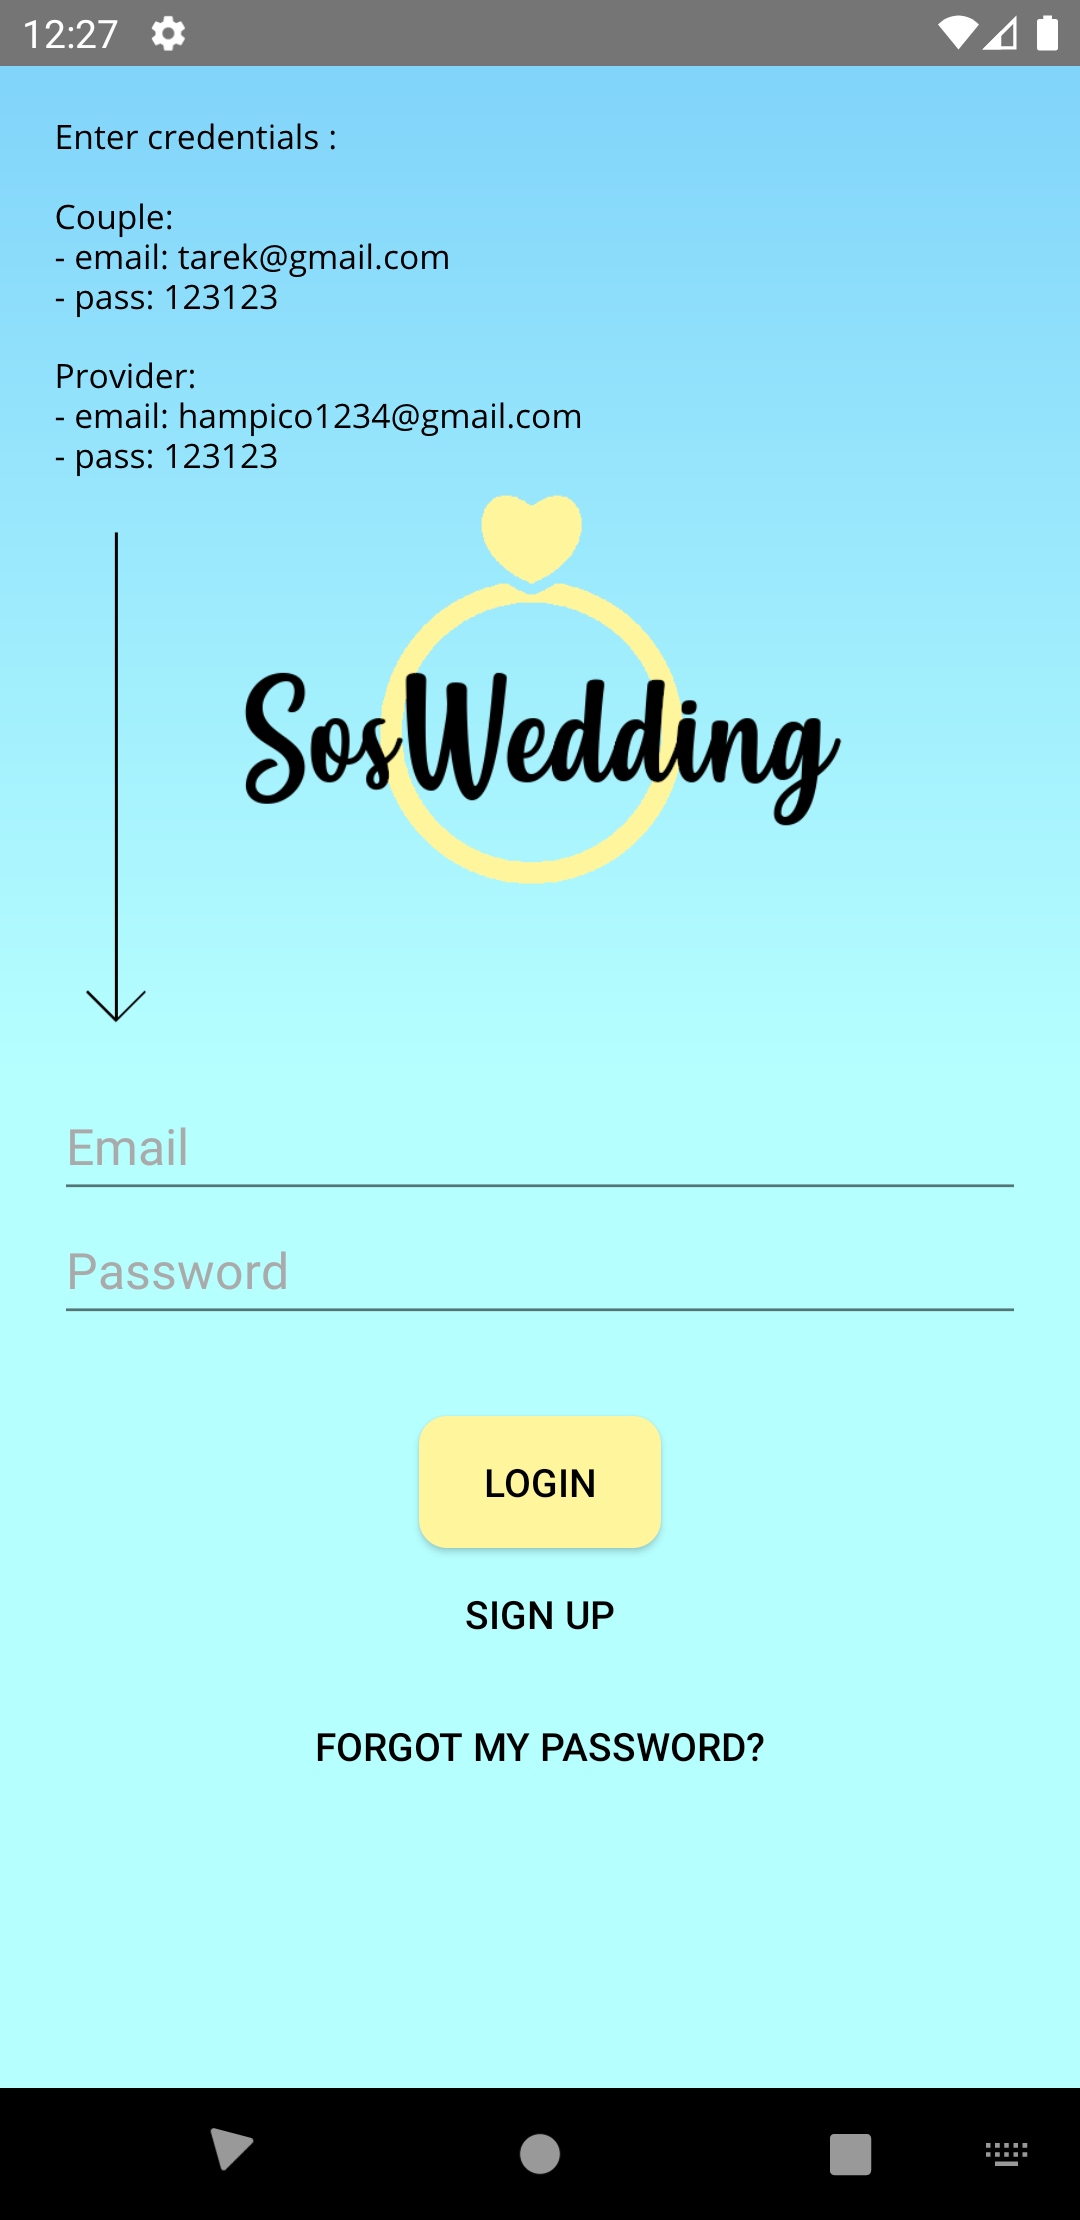 12:27
Enter credentials :
Couple:
- email: tarek@gmail.com
- pass: 123123
Provider:
- email: hampico1234@gmail.com
- pass: 123123
SosWedding
Email
Password
LOGIN
SIGN UP
FORGOT MY PASSWORD?